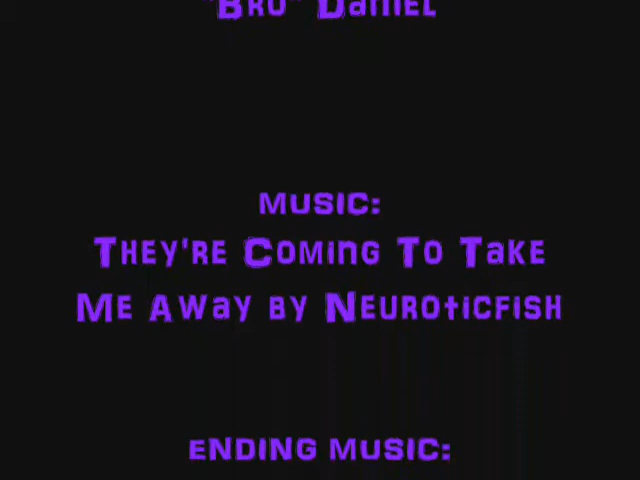 "Bro" Daniel
MUSIC:
They're Coming To Take
Me Away by Neuroticfish
ENDING MUSIC: